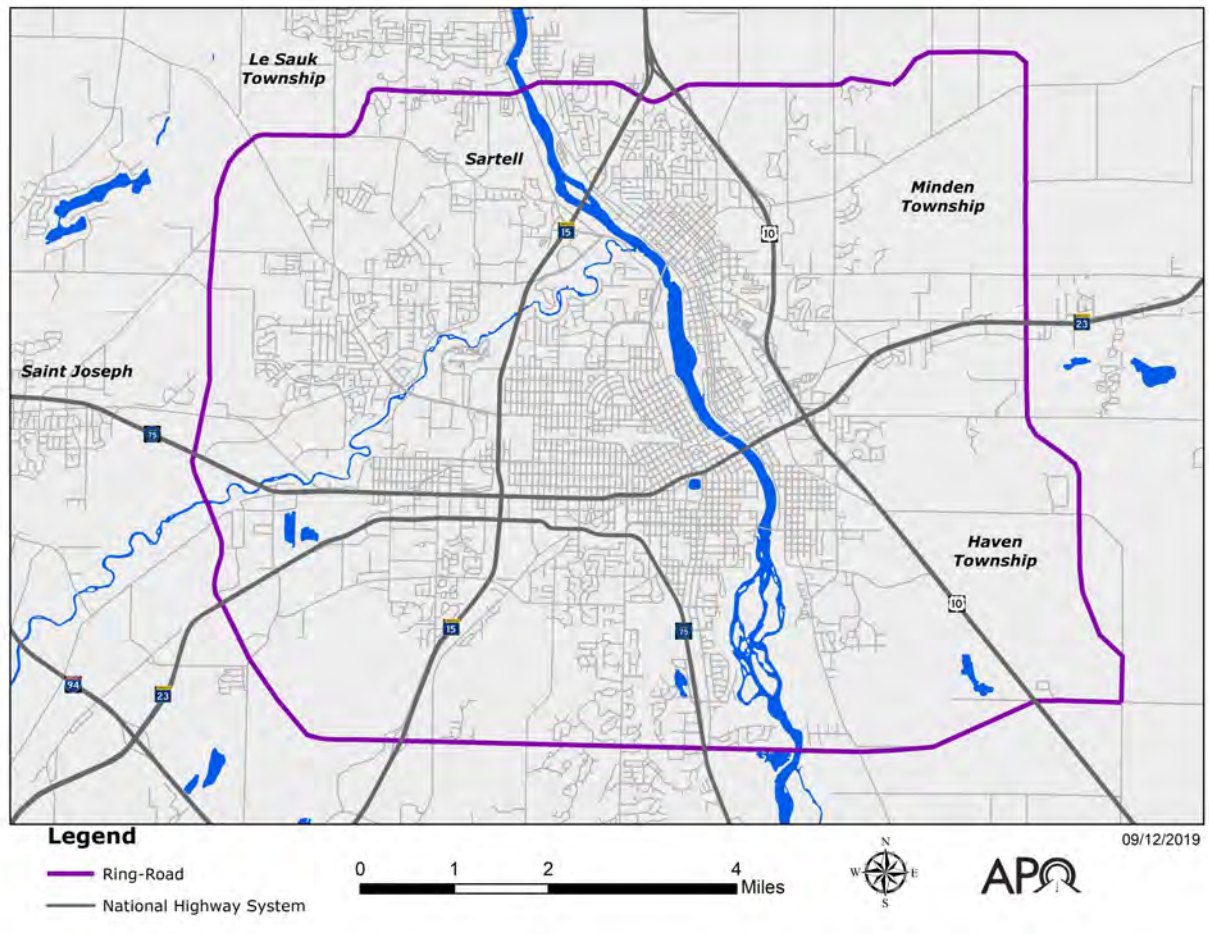 Le Sauk
Township
Sartell
Minden
Township
15
10
23
Saint Joseph
75
Haven
Township
10
15
75
94
23
Legend
Ring-Road
National Highway System
0 1 2 4
Miles
N
W E
S
09/12/2019
APO